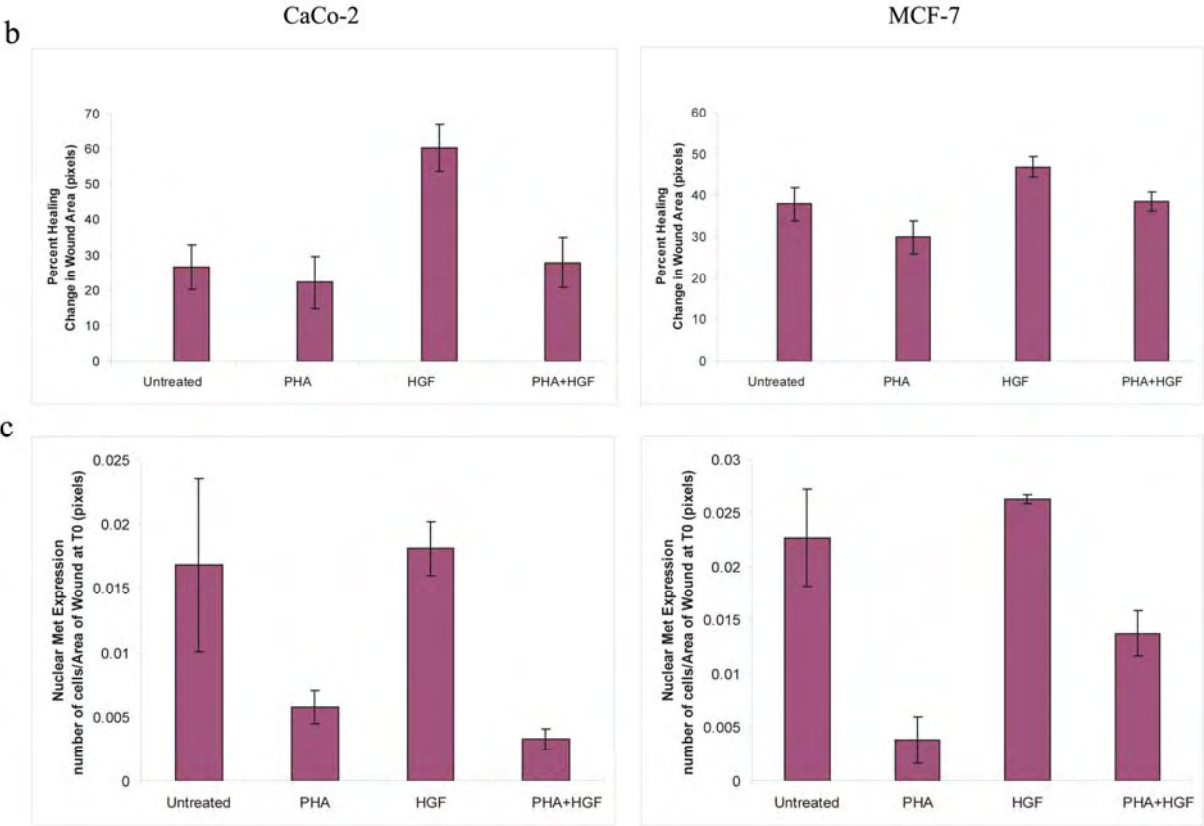 CaCo-2
MCF-7
b
Percent Healing
Change in Wound Area (pixels)
70
60
50
40
30
20
10
0
Untreated PHA HGF PHA+HGF
Percent Healing
Change in Wound Area (pixels)
60
50
40
30
20
10
0
Untreated PHA HGF PHA+HGF
c
Nuclear Met Expression
number of cells/Area of Wound at T0 (pixels)
0.025
0.02
0.015
0.01
0.005
0
Untreated PHA HGF PHA+HGF
Nuclear Met Expression
number of cells/Area of Wound at T0 (pixels)
0.03
0.025
0.02
0.015
0.01
0.005
0
Untreated PHA HGF PHA+HGF